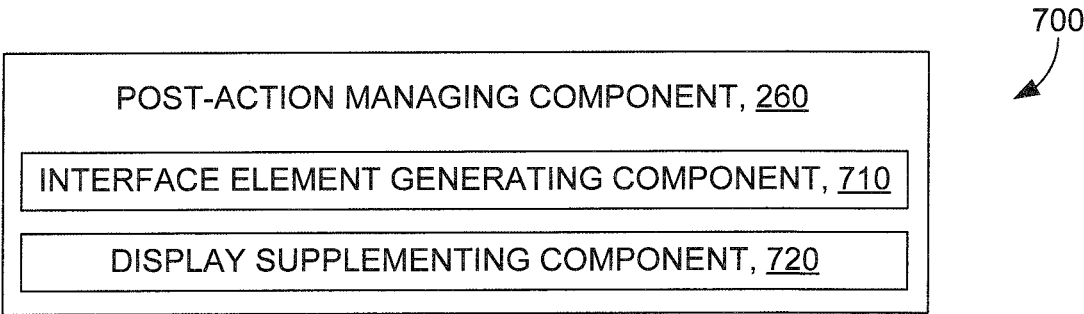 700
POST-ACTION MANAGING COMPONENT, 260
INTERFACE ELEMENT GENERATING COMPONENT, 710
DISPLAY SUPPLEMENTING COMPONENT, 720